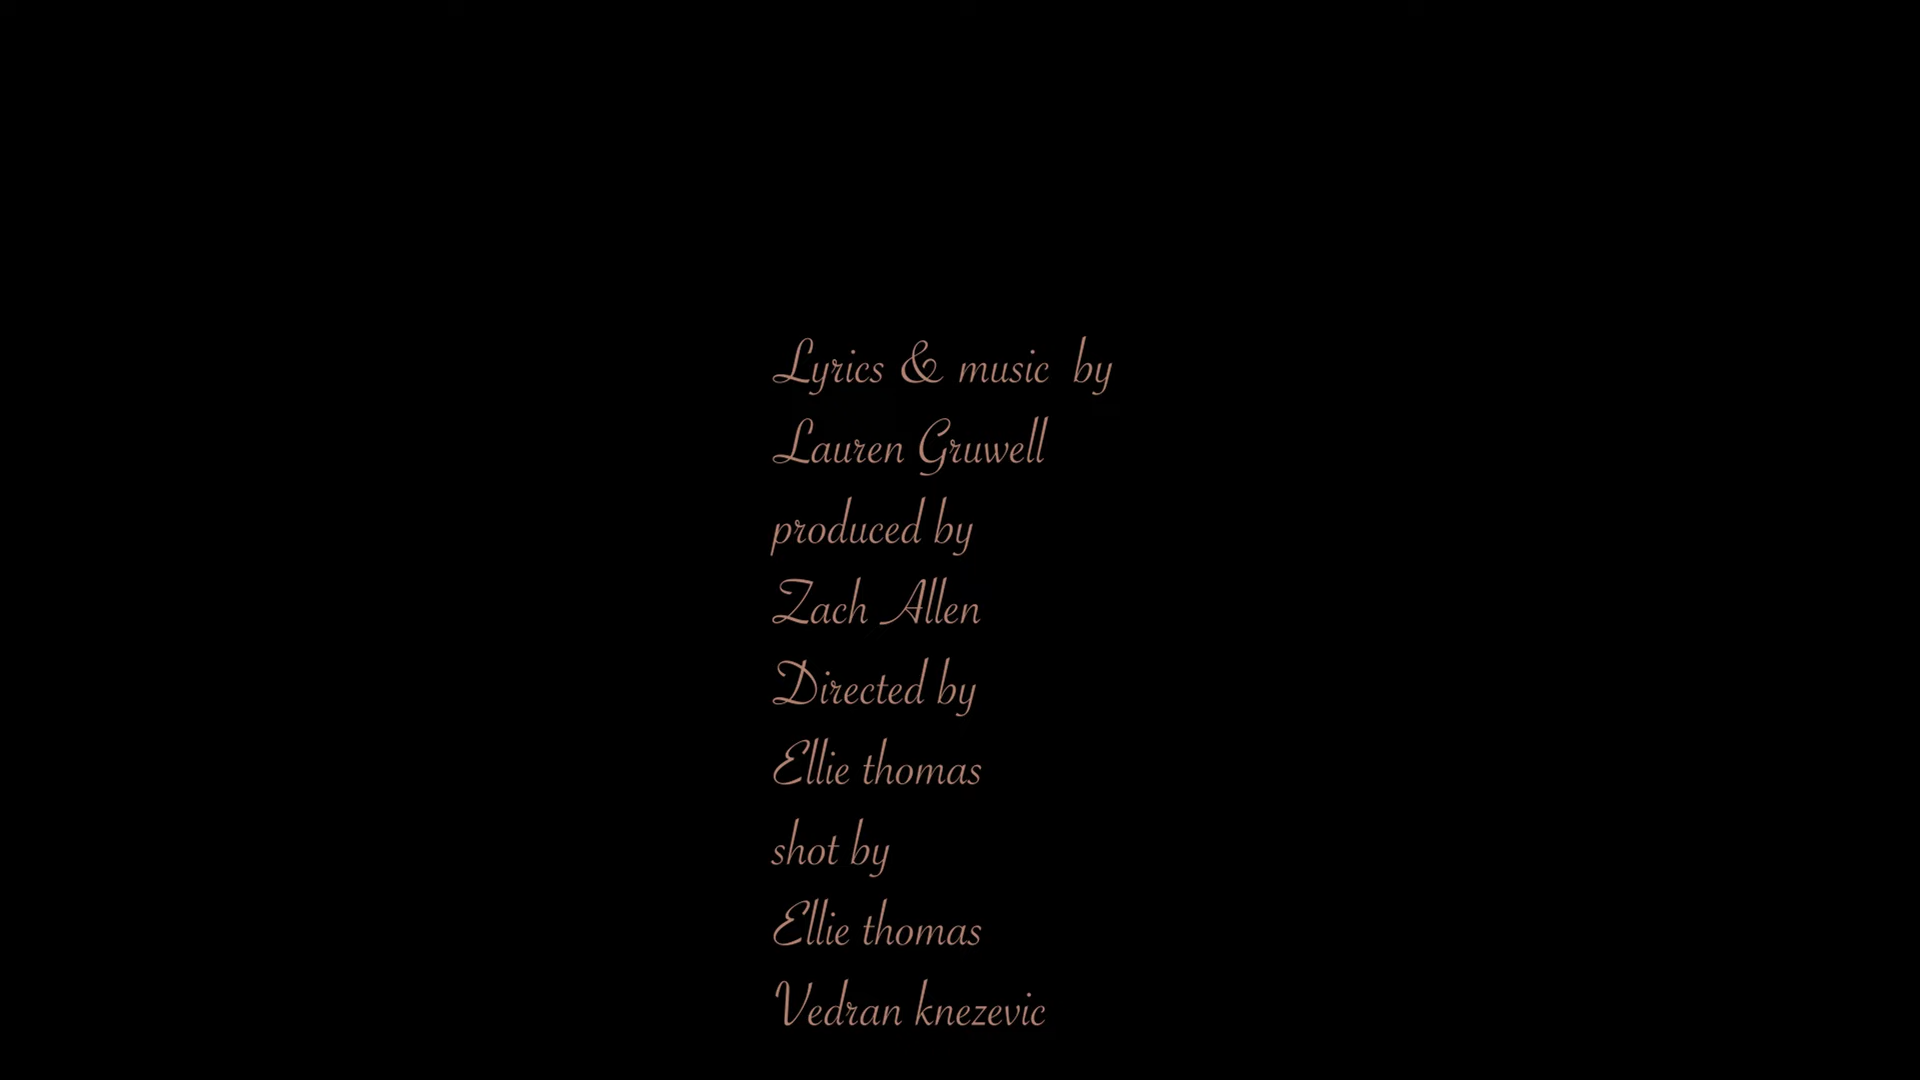 Lyrics & music by
Lauren Gruwell
produced by
Zach Allen
Directed by
Ellie thomas
shot by
Ellie thomas
Vedran knezevic